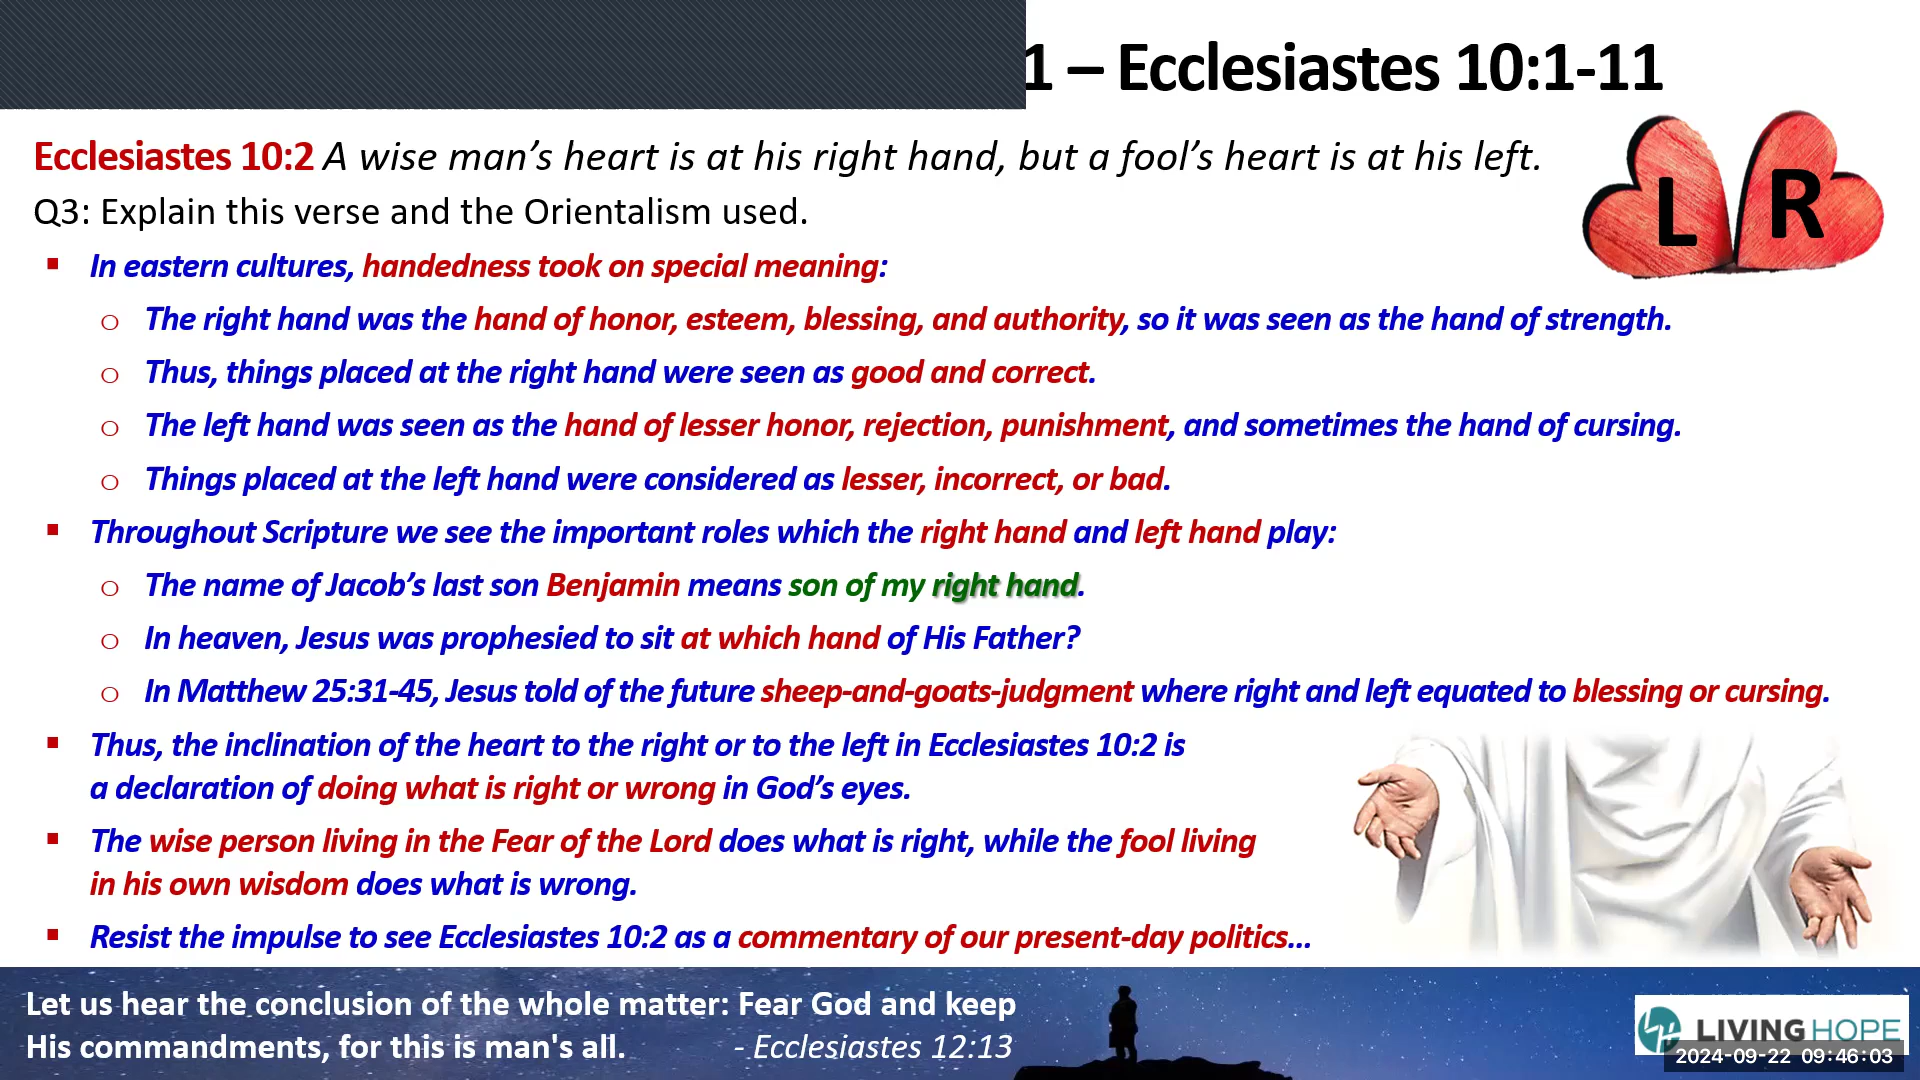 1 – Ecclesiastes 10:1-11
Ecclesiastes 10:2 A wise man’s heart is at his right hand, but a fool’s heart is at his left.
L R
Q3: Explain this verse and the Orientalism used.
▪ In eastern cultures, handedness took on special meaning:
o The right hand was the hand of honor, esteem, blessing, and authority, so it was seen as the hand of strength.
o Thus, things placed at the right hand were seen as good and correct.
o The left hand was seen as the hand of lesser honor, rejection, punishment, and sometimes the hand of cursing.
o Things placed at the left hand were considered as lesser, incorrect, or bad.
▪ Throughout Scripture we see the important roles which the right hand and left hand play:
o The name of Jacob’s last son Benjamin means son of my right hand.
o In heaven, Jesus was prophesied to sit at which hand of His Father?
o In Matthew 25:31-45, Jesus told of the future sheep-and-goats-judgment where right and left equated to blessing or cursing.
▪ Thus, the inclination of the heart to the right or to the left in Ecclesiastes 10:2 is
a declaration of doing what is right or wrong in God’s eyes.
▪ The wise person living in the Fear of the Lord does what is right, while the fool living
in his own wisdom does what is wrong.
▪ Resist the impulse to see Ecclesiastes 10:2 as a commentary of our present-day politics...
Let us hear the conclusion of the whole matter: Fear God and keep
His commandments, for this is man's all. - Ecclesiastes 12:13
LIVING HOPE
2024-09-22 09:46:03